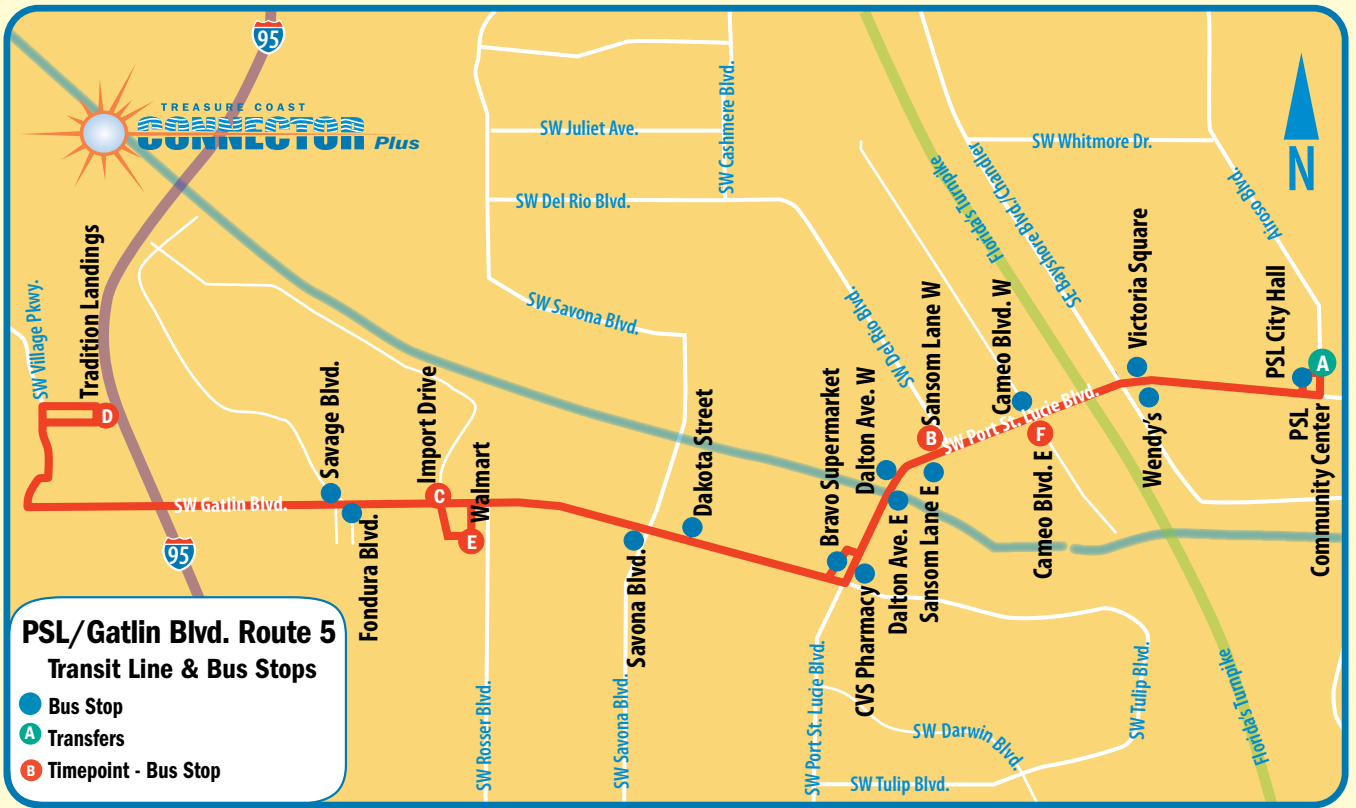 95
TREASURE COAST
CONNECTOR Plus
SW Juliet Ave.
SW Cashmere Blvd.
SW Whitmore Dr.
N
SW Del Rio Blvd.
Florida's Turnpike
SE Bayshore Blvd./Chandler
Airoso Blvd.
SW Village Pkwy.
Tradition Landings
SW Savona Blvd.
SW Del Rio Blvd.
Sansom Lane W
Cameo Blvd. W
Victoria Square
PSL City Hall
A
Savage Blvd.
Import Drive
Walmart
Dakota Street
Bravo Supermarket
Dalton Ave. W
SW Port St. Lucie Blvd.
D
B
F
Wendy's
PSL
Community Center
C
E
SW Gatlin Blvd.
95
Fondura Blvd.
Savona Blvd.
CVS Pharmacy
Dalton Ave. E
Sansom Lane E
Cameo Blvd. E
SW Rosser Blvd.
SW Savona Blvd.
SW Port St. Lucie Blvd.
SW Darwin Blvd.
SW Tulip Blvd.
SW Tulip Blvd.
Florida's Turnpike
PSL/Gatlin Blvd. Route 5
Transit Line & Bus Stops
Bus Stop
A Transfers
B Timepoint - Bus Stop